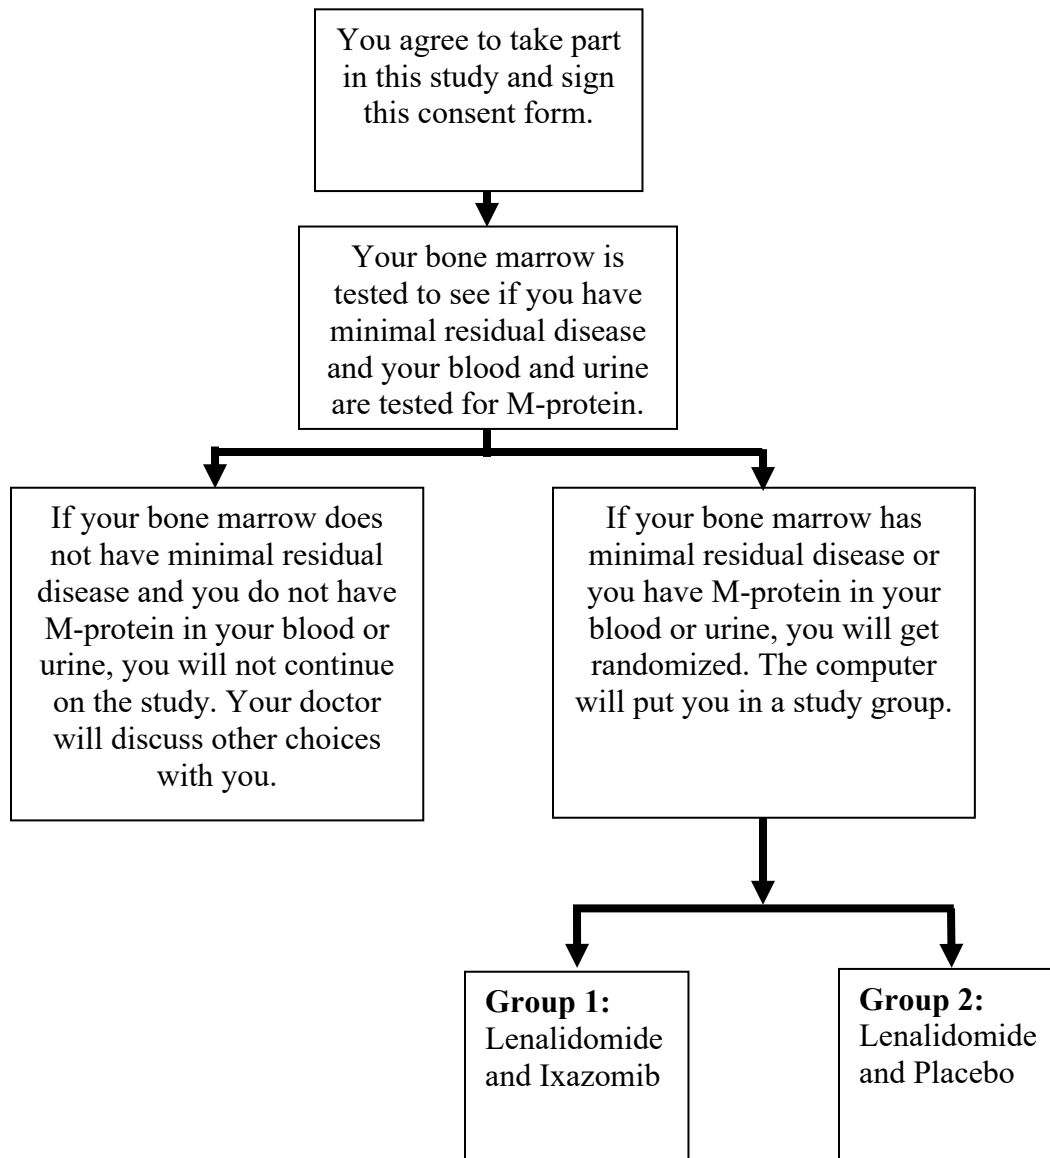 You agree to take part
in this study and sign
this consent form.
Your bone marrow is
tested to see if you have
minimal residual disease
and your blood and urine
are tested for M-protein.
If your bone marrow does
not have minimal residual
disease and you do not have
M-protein in your blood or
urine, you will not continue
on the study. Your doctor
will discuss other choices
with you.
If your bone marrow has
minimal residual disease or
you have M-protein in your
blood or urine, you will get
randomized. The computer
will put you in a study group.
Group 1:
Lenalidomide
and Ixazomib
Group 2:
Lenalidomide
and Placebo